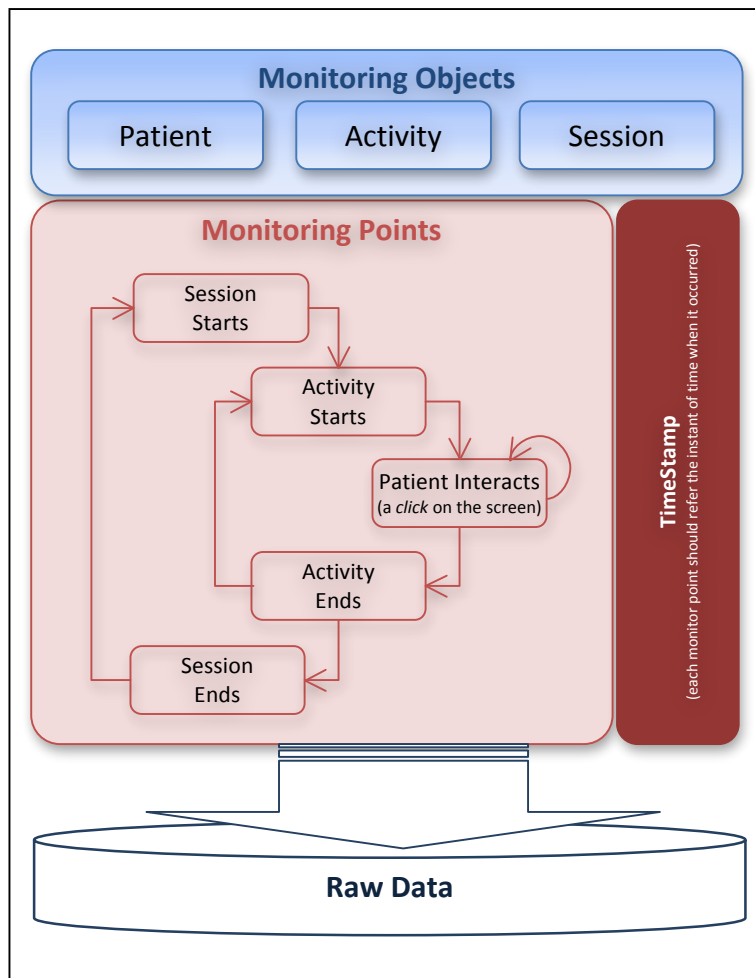 Monitoring Objects
Patient
Activity
Session
Monitoring Points
Session
Starts
Activity
Starts
Patient Interacts
(a click on the screen)
Activity
Ends
Session
Ends
TimeStamp
(each monitor point should refer the instant of time when it occurred)
Raw Data